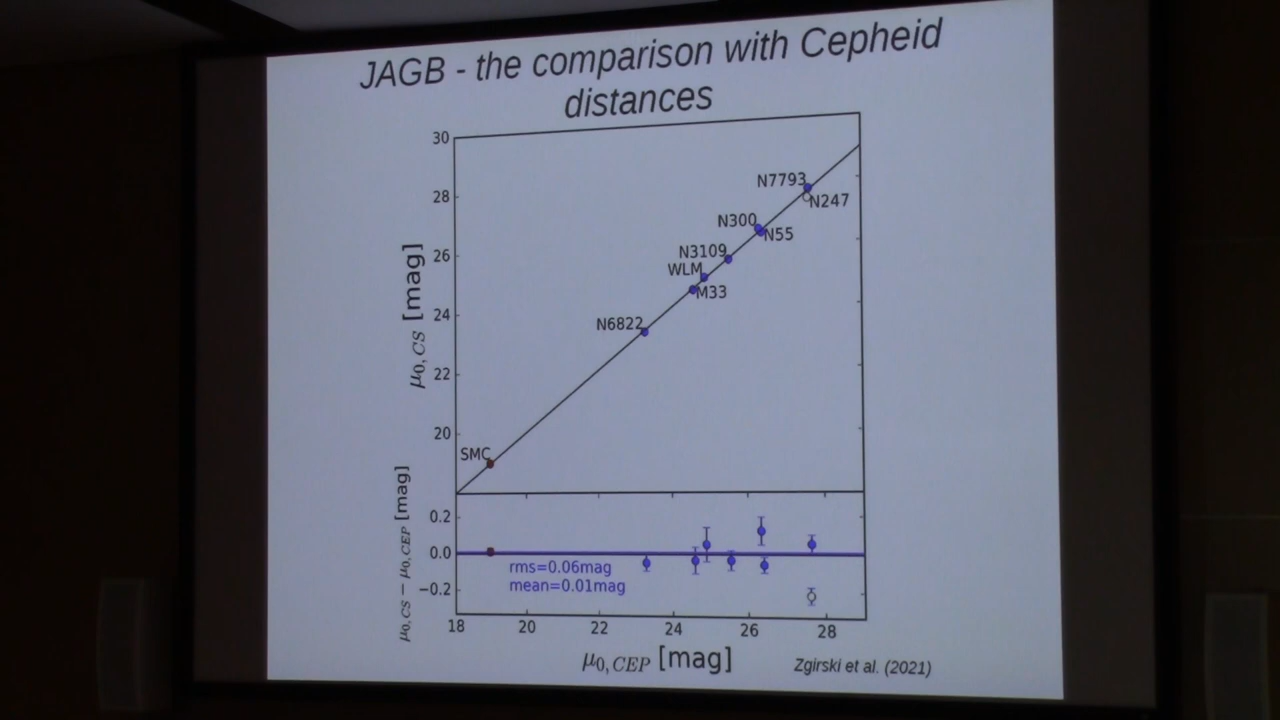 JAGB - the comparison with Cepheid
distances
30
28
26
24
22
20
μ0,CS [mag]
N7793
N247
N300
N55
N3109
WLM
M33
N6822
SMC
0.2
0.0
−0.2
μ0,CS − μ0,CEP [mag]
rms=0.06mag
mean=0.01mag
18 20 22 24 26 28
μ0,CEP [mag]
Zgirski et al. (2021)